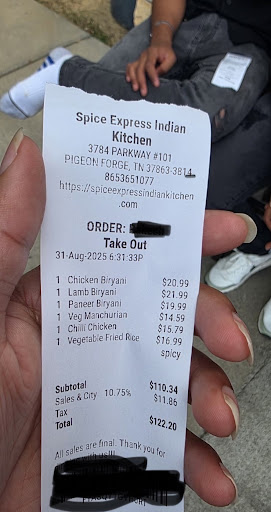 Spice Express Indian
Kitchen
3784 PARKWAY #101
PIGEON FORGE, TN 37863-3814
8653651077
https://spiceexpressindiankitchen
.com
ORDER:
Take Out
31-Aug-2025 6:31:33P
1 Chicken Biryani $20.99
1 Lamb Biryani $21.99
1 Paneer Biryani $19.99
1 Veg Manchurian $14.59
1 Chilli Chicken $15.79
1 Vegetable Fried Rice $16.99
spicy
Subtotal $110.34
Sales & City 10.75% $11.86
Tax
Total $122.20
All sales are final. Thank you for